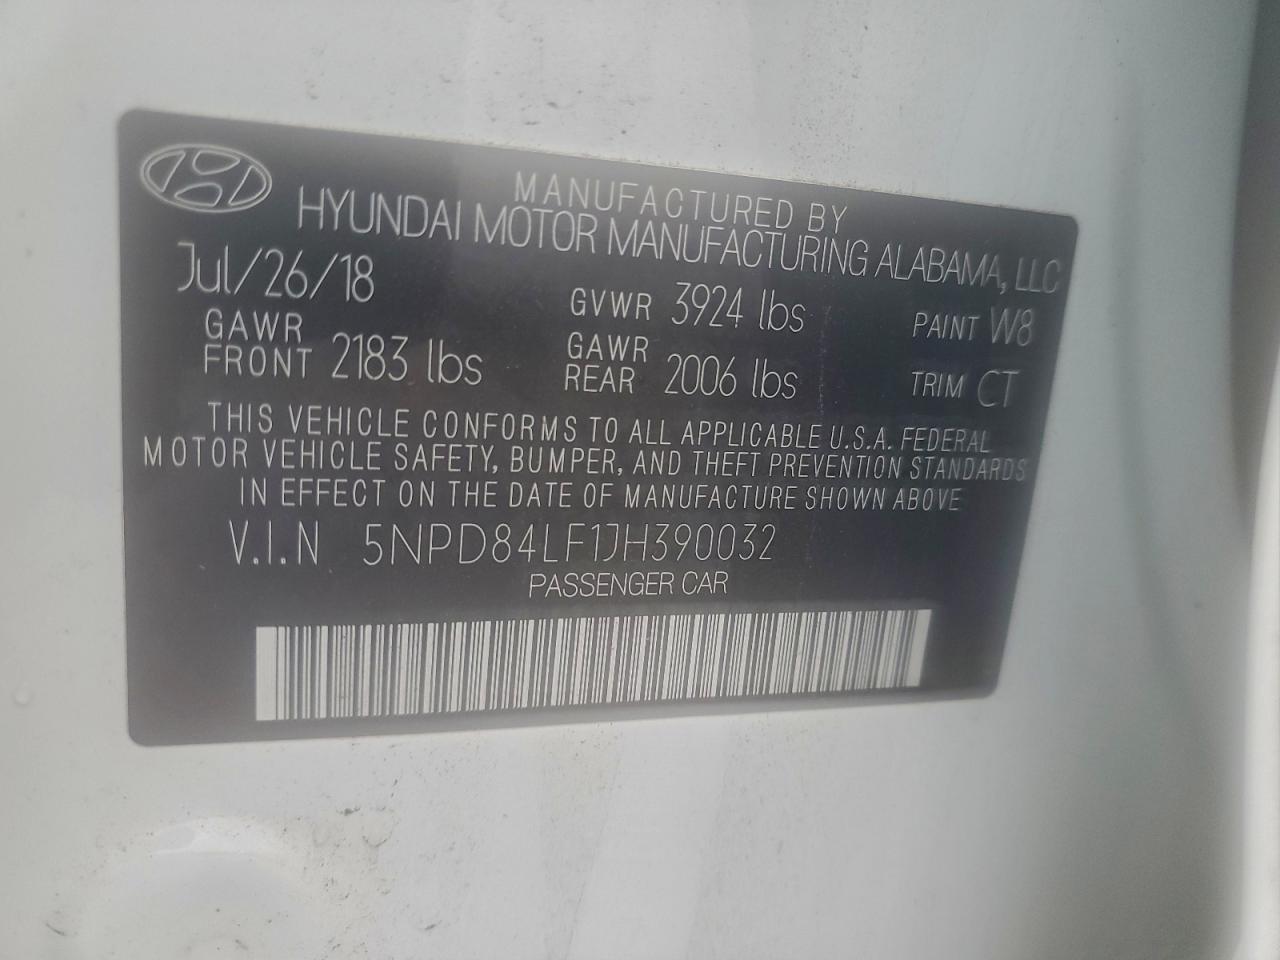 MANUFACTURED BY
HYUNDAI MOTOR MANUFACTURING ALABAMA, LLC
Jul/26/18 GVWR 3924 lbs PAINT W8
GAWR FRONT 2183 lbs GAWR REAR 2006 lbs TRIM CT
THIS VEHICLE CONFORMS TO ALL APPLICABLE U.S.A. FEDERAL
MOTOR VEHICLE SAFETY, BUMPER, AND THEFT PREVENTION STANDARDS
IN EFFECT ON THE DATE OF MANUFACTURE SHOWN ABOVE
V.I.N 5NPD84LF1JH390032
PASSENGER CAR